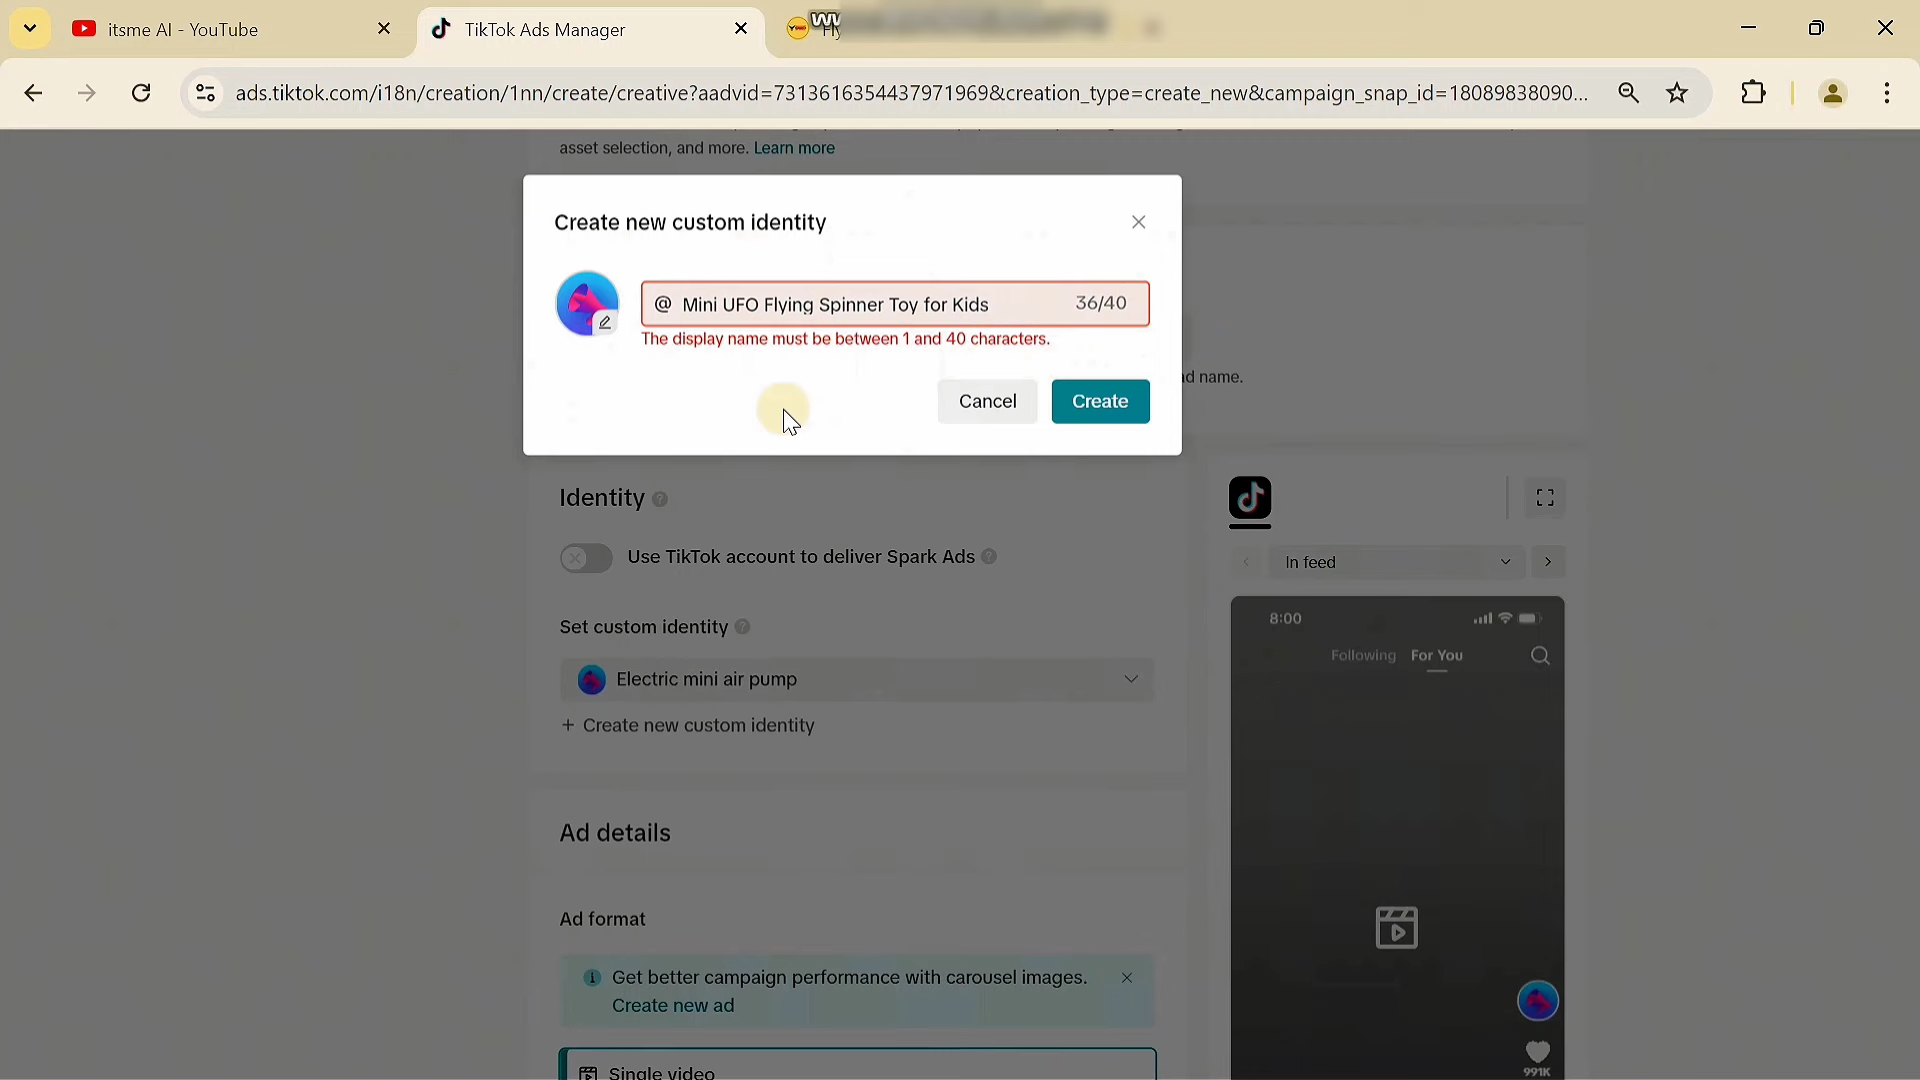 itsme AI - YouTube
TikTok Ads Manager
Fly
ads.tiktok.com/i18n/creation/1nn/create/creative?aadvid=7313616354437971969&creation_type=create_new&campaign_snap_id=18089838090...
asset selection, and more. Learn more
Create new custom identity
@ Mini UFO Flying Spinner Toy for Kids 36/40
The display name must be between 1 and 40 characters.
Cancel
Create
ad name.
Identity
Use TikTok account to deliver Spark Ads
In feed
8:00
Set custom identity
Following For You
Electric mini air pump
+ Create new custom identity
Ad details
Ad format
Get better campaign performance with carousel images.
Create new ad
Single video
991K